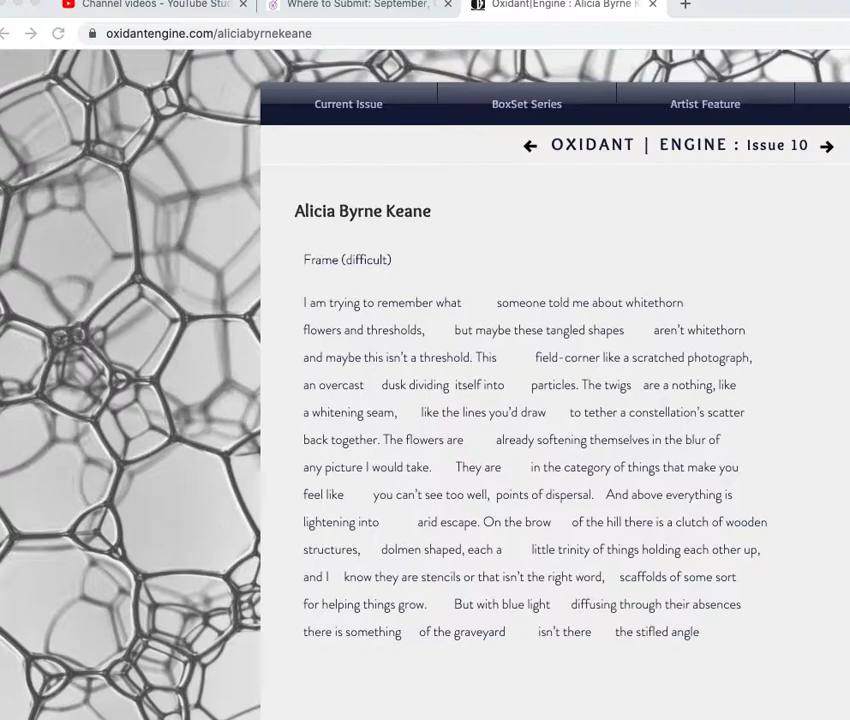 Channel videos - YouTube Stu
Where to Submit: September,
Oxidant|Engine : Alicia Byrne K
oxidantengine.com/aliciabyrnekeane
Current Issue
BoxSet Series
Artist Feature
OXIDANT | ENGINE : Issue 10
Alicia Byrne Keane
Frame (difficult)
I am trying to remember what someone told me about whitethorn
flowers and thresholds, but maybe these tangled shapes aren't whitethorn
and maybe this isn't a threshold. This field-corner like a scratched photograph,
an overcast dusk dividing itself into particles. The twigs are a nothing, like
a whitening seam, like the lines you'd draw to tether a constellation's scatter
back together. The flowers are already softening themselves in the blur of
any picture I would take. They are in the category of things that make you
feel like you can't see too well, points of dispersal. And above everything is
lightening into arid escape. On the brow of the hill there is a clutch of wooden
structures, dolmen shaped, each a little trinity of things holding each other up,
and I know they are stencils or that isn't the right word, scaffolds of some sort
for helping things grow. But with blue light diffusing through their absences
there is something of the graveyard isn't there the stifled angle